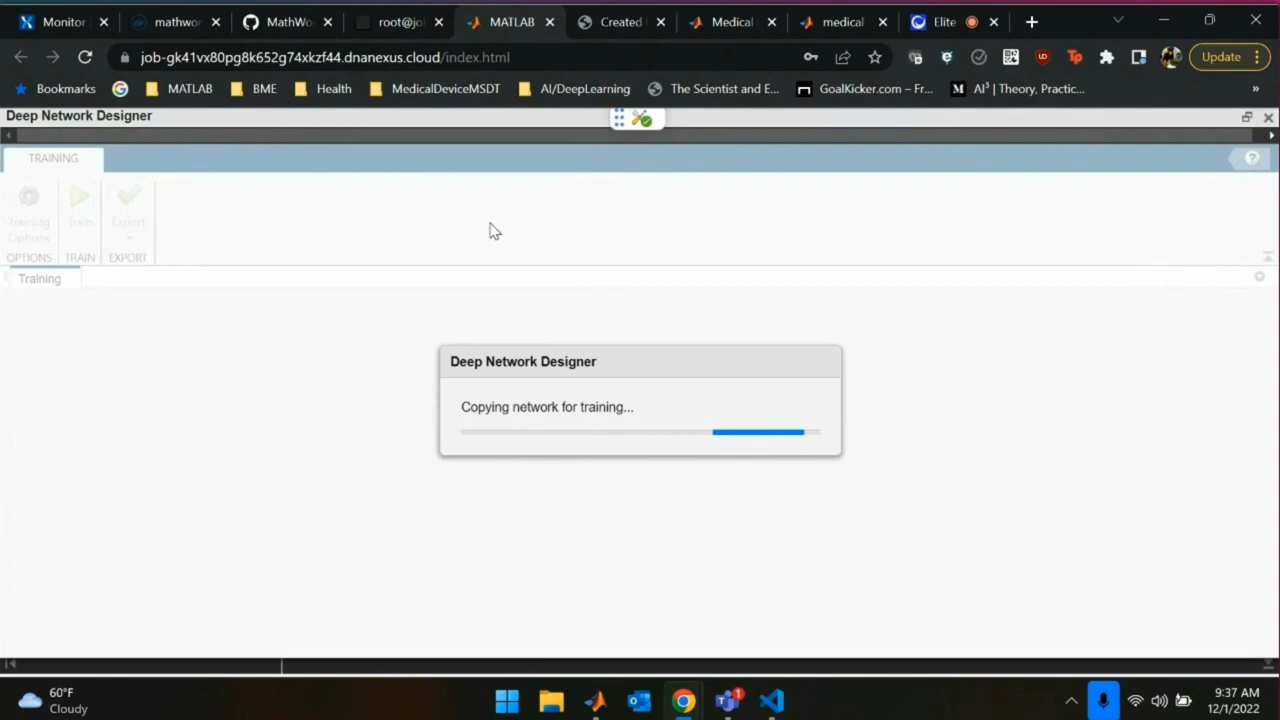 Monitor
mathwor
MathWo
root@jo
MATLAB
Created
Medical
medical
Elite
job-gk41vx80pg8k652g74xkzf44.dnanexus.cloud/index.html
Update
Bookmarks
MATLAB
BME
Health
MedicalDeviceMSDT
AI/DeepLearning
The Scientist and E...
GoalKicker.com – Fr...
AI³ | Theory, Practic...
»
Deep Network Designer
TRAINING
Training
Options
Train
Export
OPTIONS
TRAIN
EXPORT
Training
Deep Network Designer
Copying network for training...
60°F
Cloudy
1
9:37 AM
12/1/2022